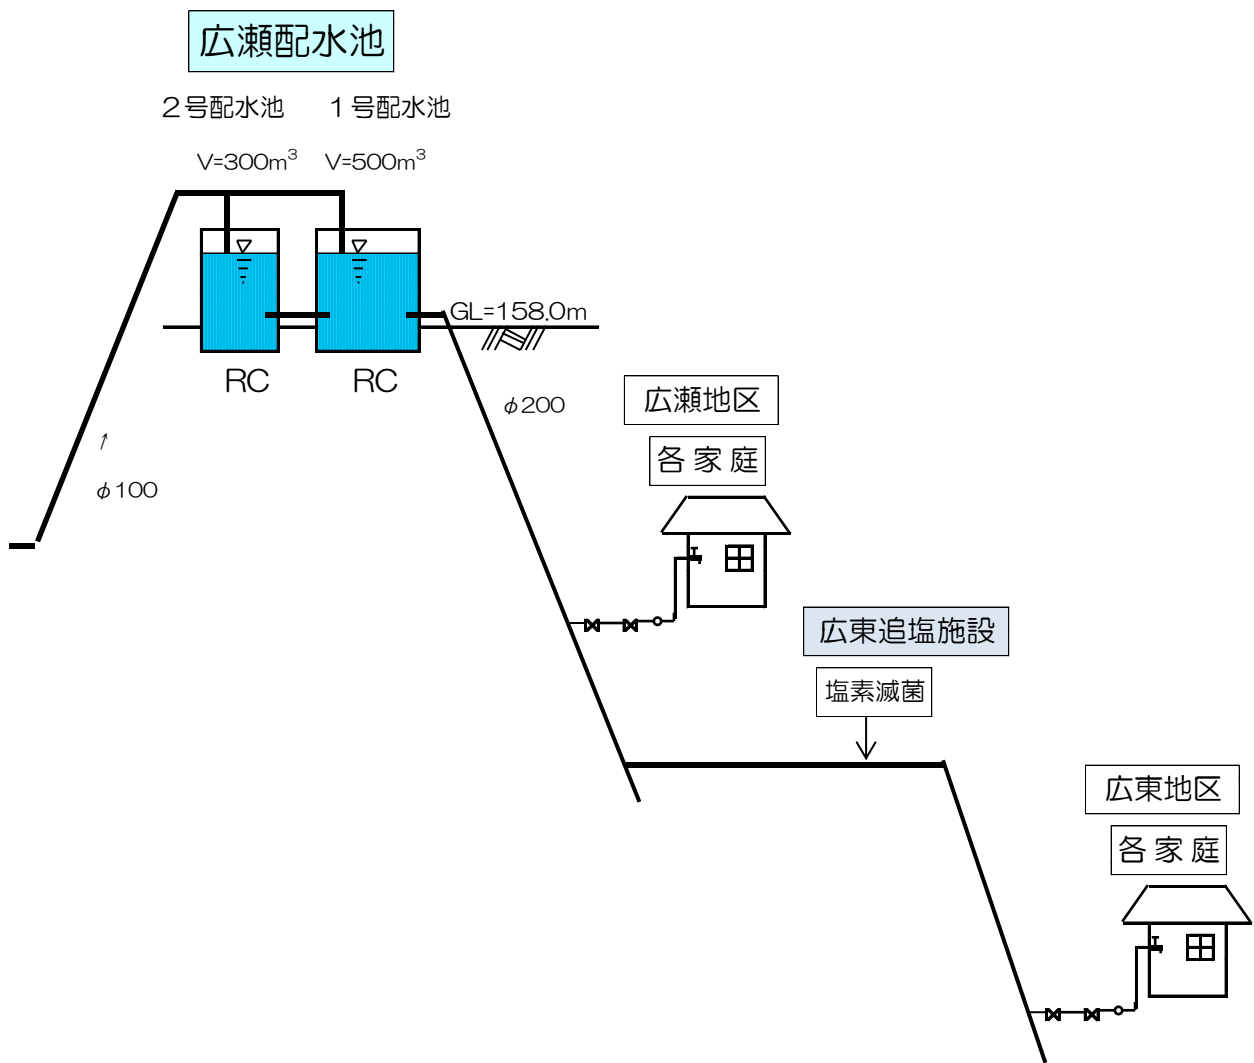 広瀬配水池
２号配水池 １号配水池
V=300m³ V=500m³
GL=158.0m
RC RC
φ200
広瀬地区
↑
各家庭
φ100
広東追塩施設
塩素滅菌
広東地区
各家庭